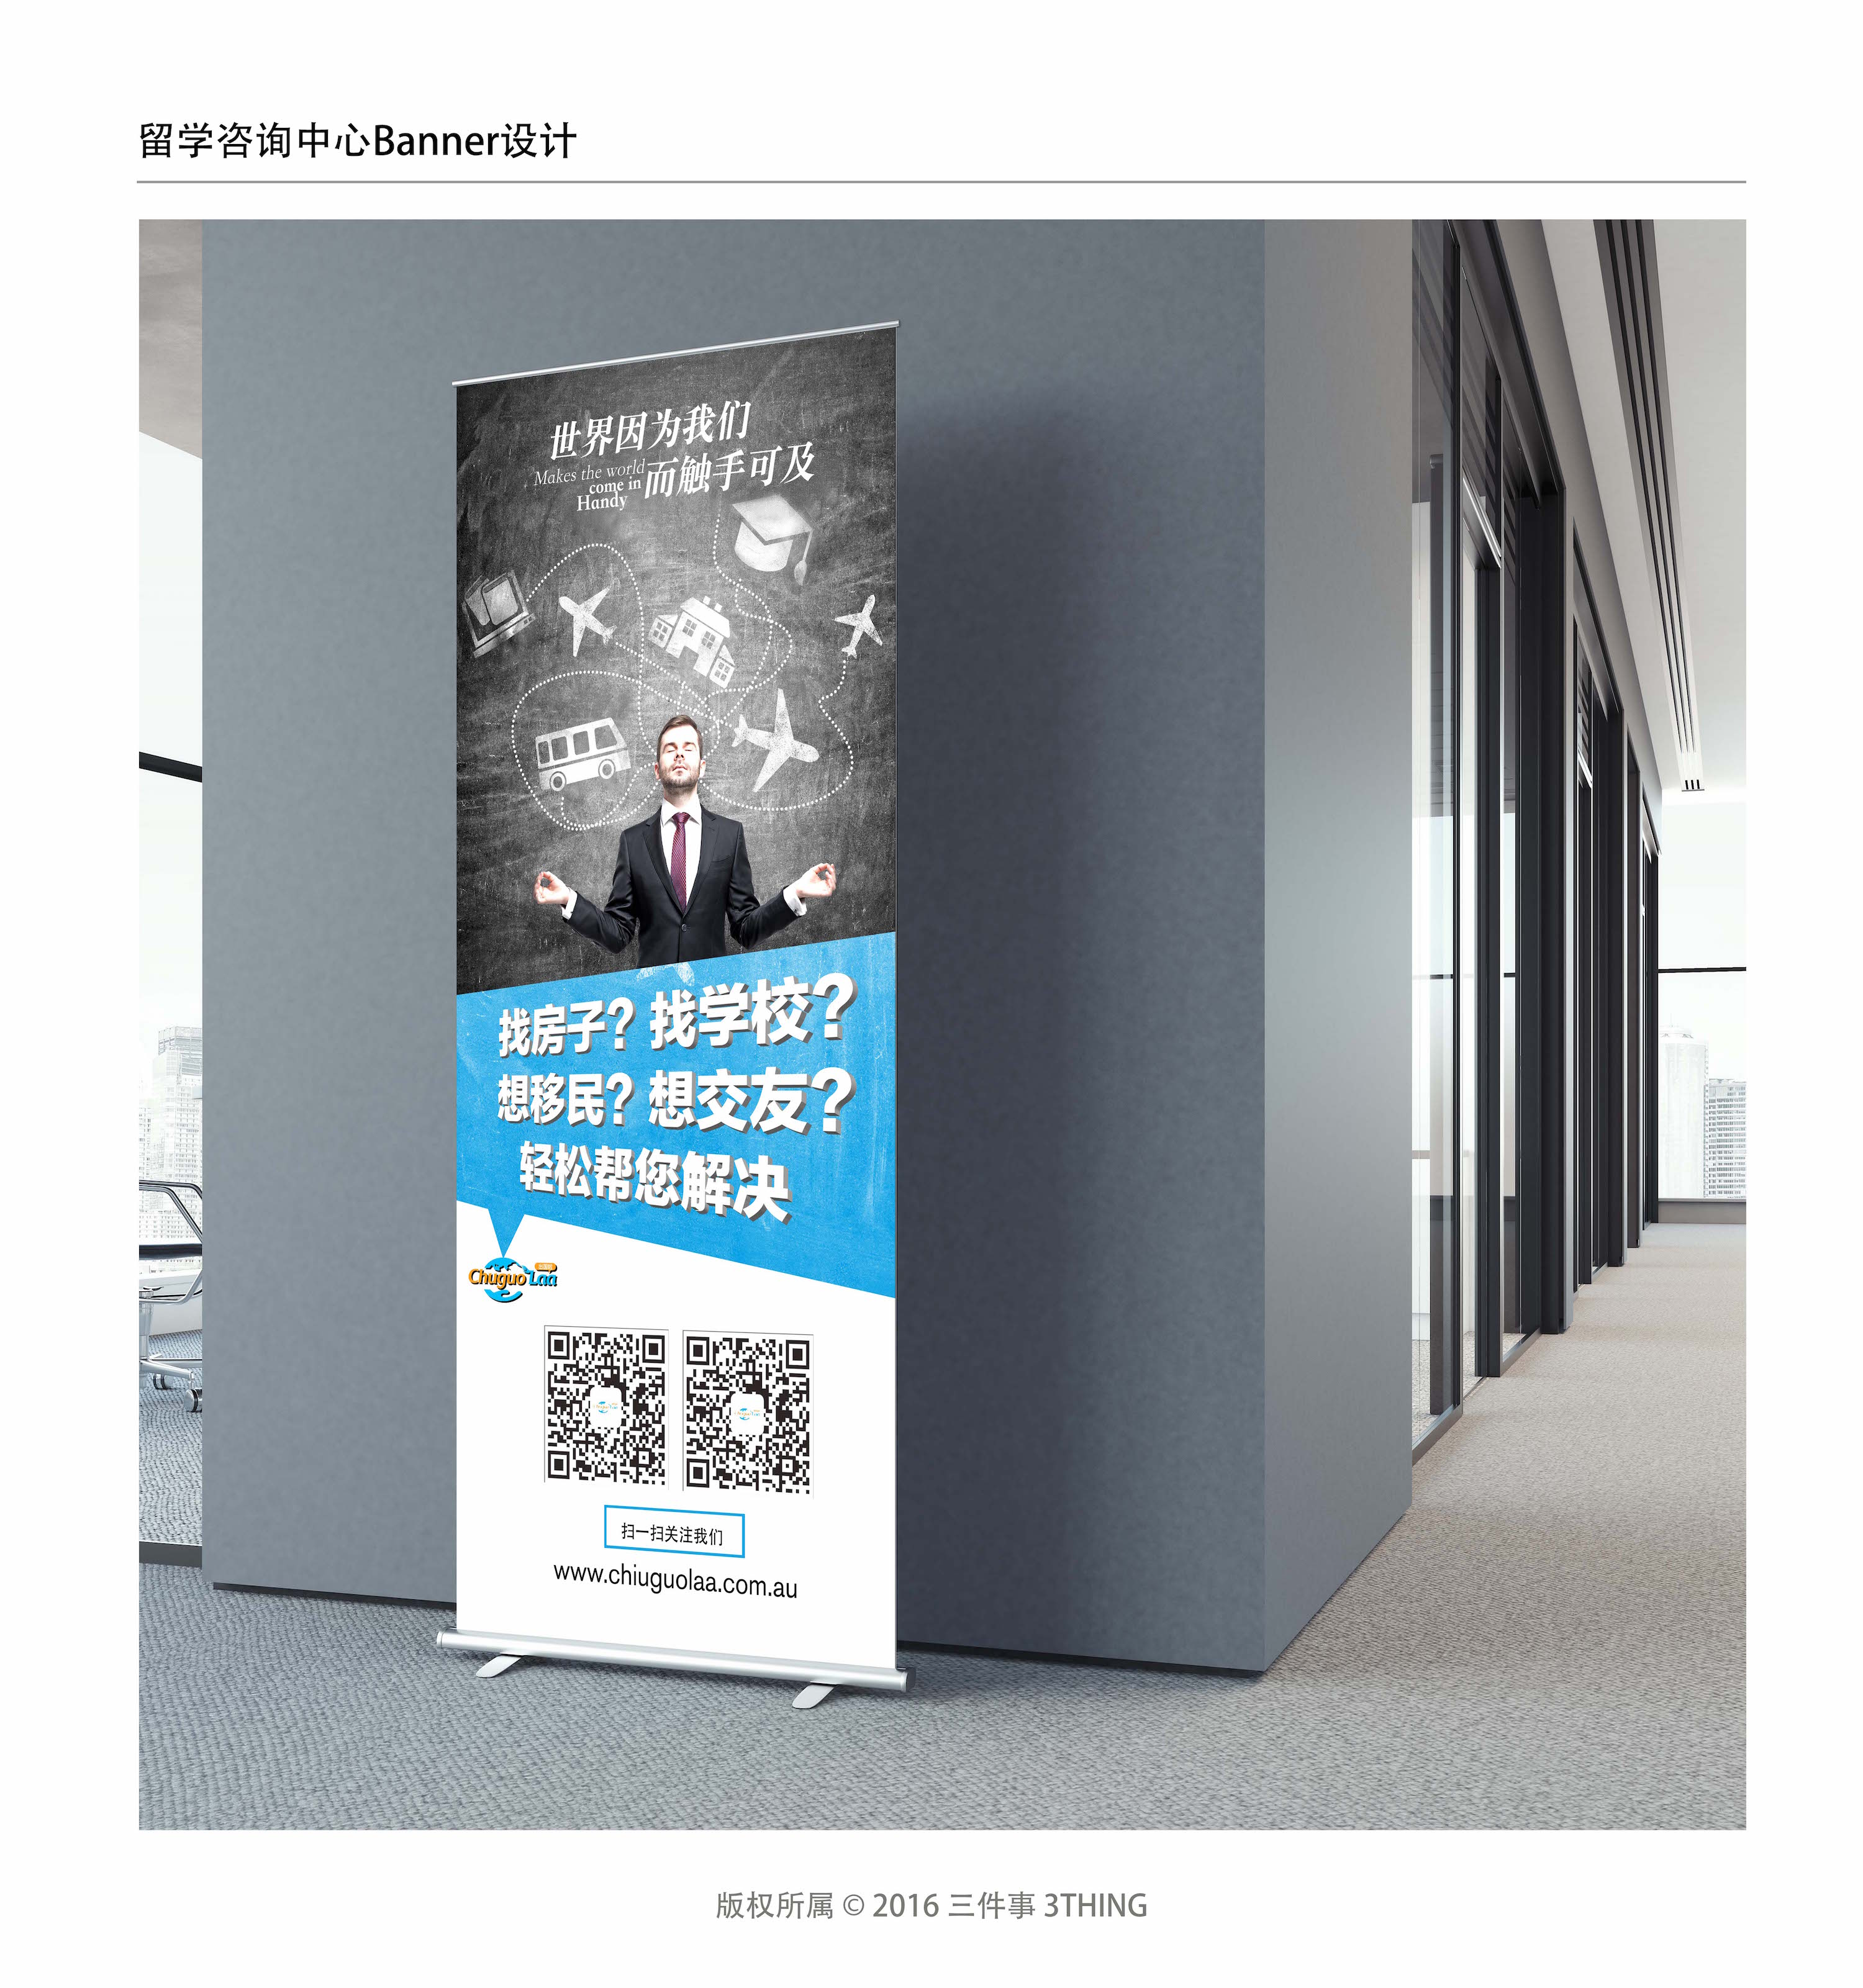 留学咨询中心Banner设计
世界因为我们
Makes the world
come in
Handy
而触手可及
找房子?找学校?
想移民?想交友?
轻松帮您解决
Chuguo Laa
扫一扫关注我们
www.chiuguolaa.com.au
版权所属 © 2016 三件事 3THING